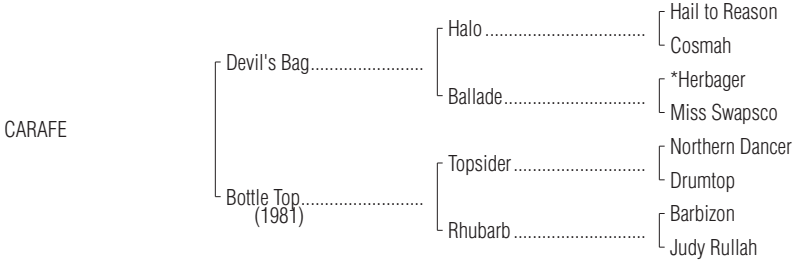 Hail to Reason
Halo
Cosmah
Devil's Bag
*Herbager
Ballade
Miss Swapsco
CARAFE
Northern Dancer
Topsider
Drumtop
Bottle Top
(1981)
Barbizon
Rhubarb
Judy Rullah